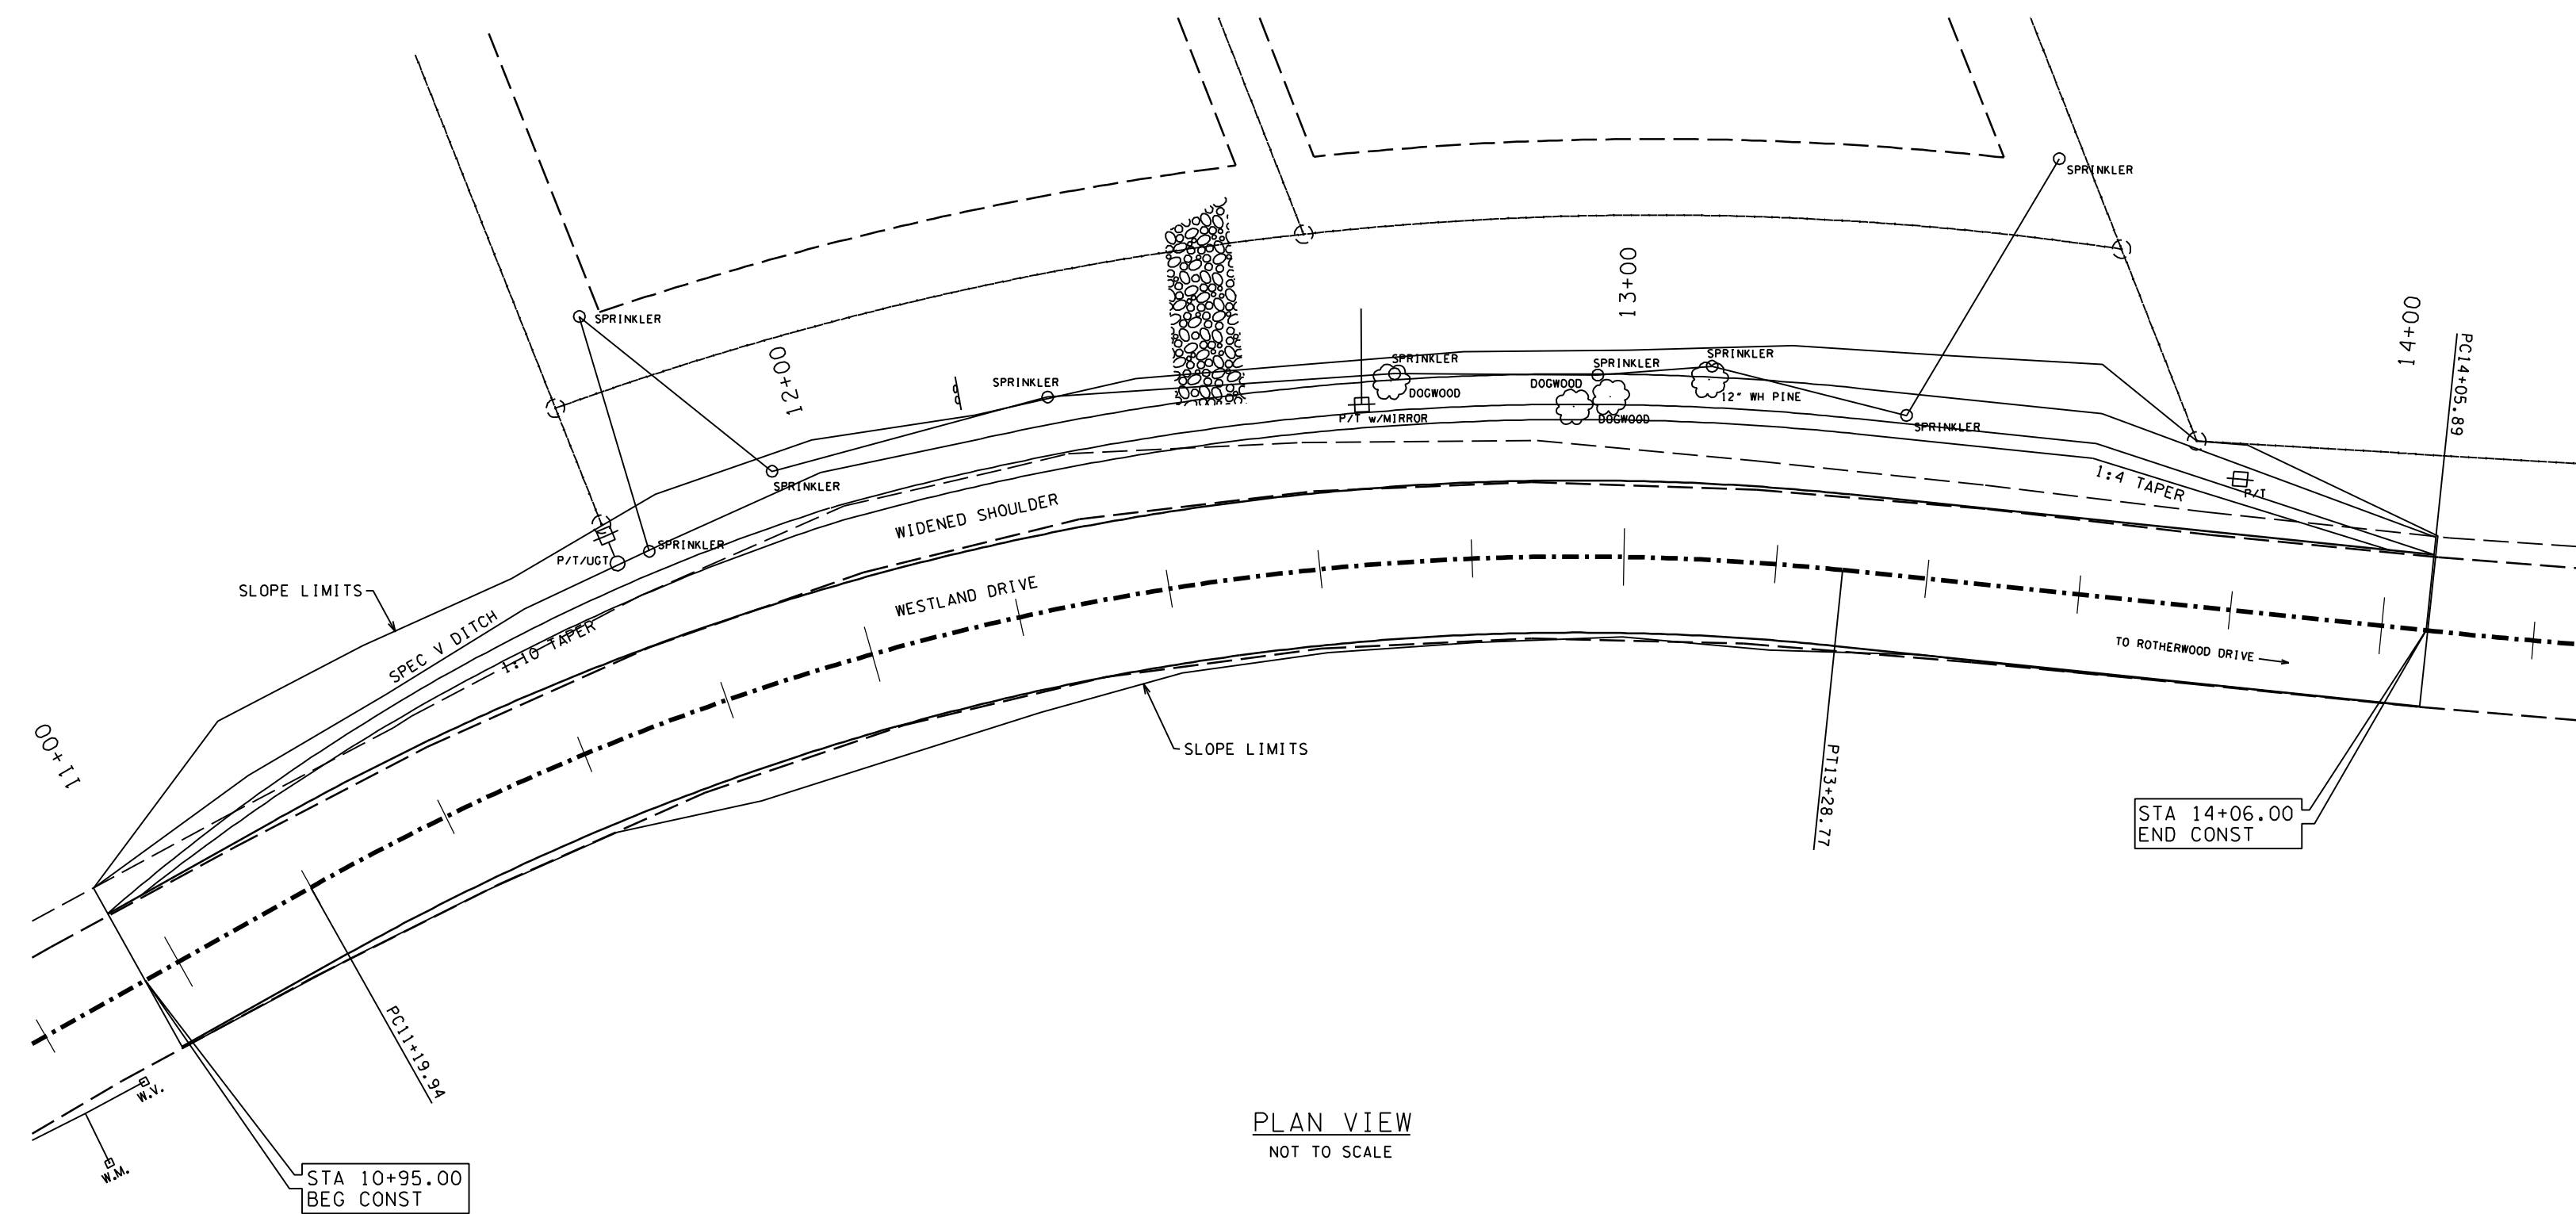 SPRINKLER
SPRINKLER
13+00
14+00
PC14+05.89
12+00
SPRINKLER
SPRINKLER
SPRINKLER
SPRINKLER
DOGWOOD
DOGWOOD
12" WH PINE
P/T w/MIRROR
DOGWOOD
SPRINKLER
SPRINKLER
1:4 TAPER
P/T
WIDENED SHOULDER
SPRINKLER
P/T/UGT
SLOPE LIMITS
WESTLAND DRIVE
SPEC V DITCH
1:10 TAPER
TO ROTHERWOOD DRIVE
11+00
SLOPE LIMITS
PT13+28.77
STA 14+06.00
END CONST
PC11+19.94
W.V.
W.M.
STA 10+95.00
BEG CONST
PLAN VIEW
NOT TO SCALE